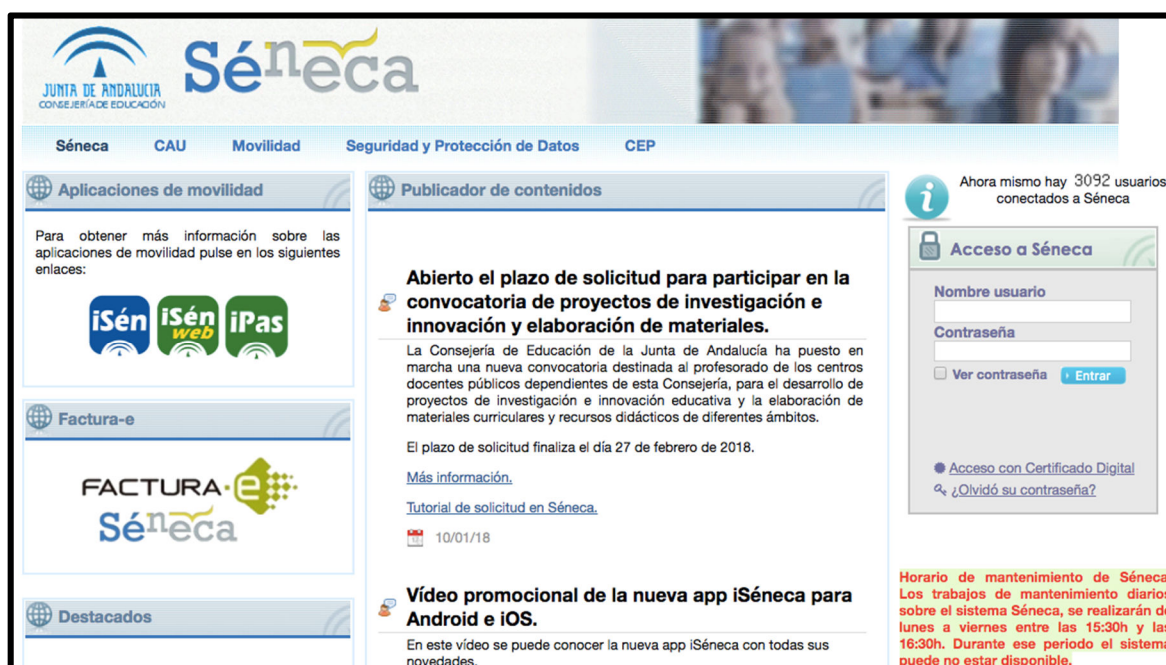 JUNTA DE ANDALUCIA
CONSEJERÍA DE EDUCACIÓN
Séneca
Séneca CAU Movilidad Seguridad y Protección de Datos CEP
Aplicaciones de movilidad
Para obtener más información sobre las
aplicaciones de movilidad pulse en los siguientes
enlaces:
iSén iSén web iPas
Factura-e
FACTURA-e
Séneca
Destacados
Publicador de contenidos
Abierto el plazo de solicitud para participar en la
convocatoria de proyectos de investigación e
innovación y elaboración de materiales.
La Consejería de Educación de la Junta de Andalucía ha puesto en
marcha una nueva convocatoria destinada al profesorado de los centros
docentes públicos dependientes de esta Consejería, para el desarrollo de
proyectos de investigación e innovación educativa y la elaboración de
materiales curriculares y recursos didácticos de diferentes ámbitos.
El plazo de solicitud finaliza el día 27 de febrero de 2018.
Más información.
Tutorial de solicitud en Séneca.
10/01/18
Vídeo promocional de la nueva app iSéneca para
Android e iOS.
En este vídeo se puede conocer la nueva app iSéneca con todas sus
novedades.
Ahora mismo hay 3092 usuarios
conectados a Séneca
Acceso a Séneca
Nombre usuario
Contraseña
Ver contraseña Entrar
Acceso con Certificado Digital
¿Olvidó su contraseña?
Horario de mantenimiento de Séneca
Los trabajos de mantenimiento diarios
sobre el sistema Séneca, se realizarán de
lunes a viernes entre las 15:30h y las
16:30h. Durante ese periodo el sistema
puede no estar disponible.